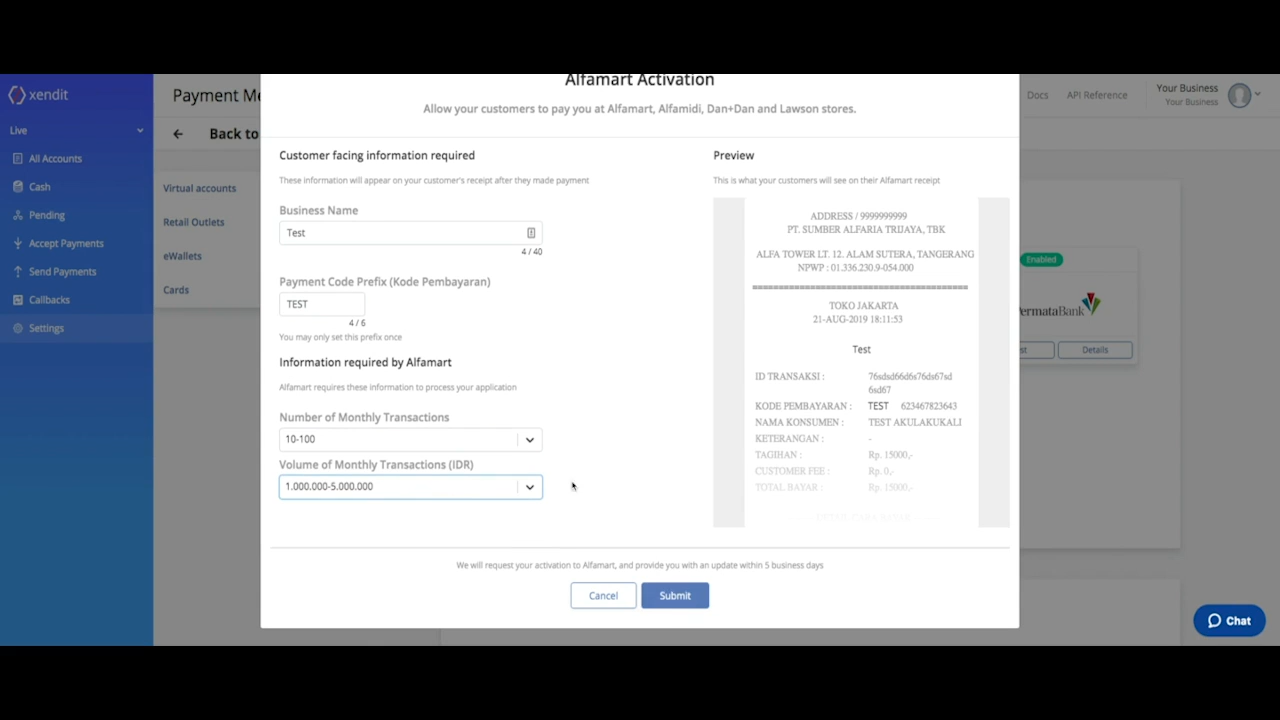 Alfamart Activation
Allow your customers to pay you at Alfamart, Alfamidi, Dan+Dan and Lawson stores.
xendit
Payment Me
Docs
API Reference
Your Business
Your Business
Live
Back to
All Accounts
Cash
Pending
Accept Payments
Send Payments
Callbacks
Settings
Virtual accounts
Retail Outlets
eWallets
Cards
Customer facing information required
These information will appear on your customer's receipt after they made payment
Business Name
Test
4 / 40
Payment Code Prefix (Kode Pembayaran)
TEST
4 / 6
You may only set this prefix once
Information required by Alfamart
Alfamart requires these information to process your application
Number of Monthly Transactions
10-100
Volume of Monthly Transactions (IDR)
1.000.000-5.000.000
Preview
This is what your customers will see on their Alfamart receipt
ADDRESS / 9999999999
PT. SUMBER ALFARIA TRIJAYA, TBK
ALFA TOWER LT. 12. ALAM SUTERA, TANGERANG
NPWP : 01.336.230.9-054.000
TOKO JAKARTA
21-AUG-2019 18:11:53
Test
ID TRANSAKSI : 76sdsd66d6s76ds67sd
6sd67
KODE PEMBAYARAN : TEST 623467823643
NAMA KONSUMEN : TEST AKULAKUKALI
KETERANGAN : -
TAGIHAN : Rp. 15000,-
CUSTOMER FEE : Rp. 0,-
TOTAL BAYAR : Rp. 15000,-
Enabled
ermataBank
st
Details
We will request your activation to Alfamart, and provide you with an update within 5 business days
Cancel
Submit
Chat